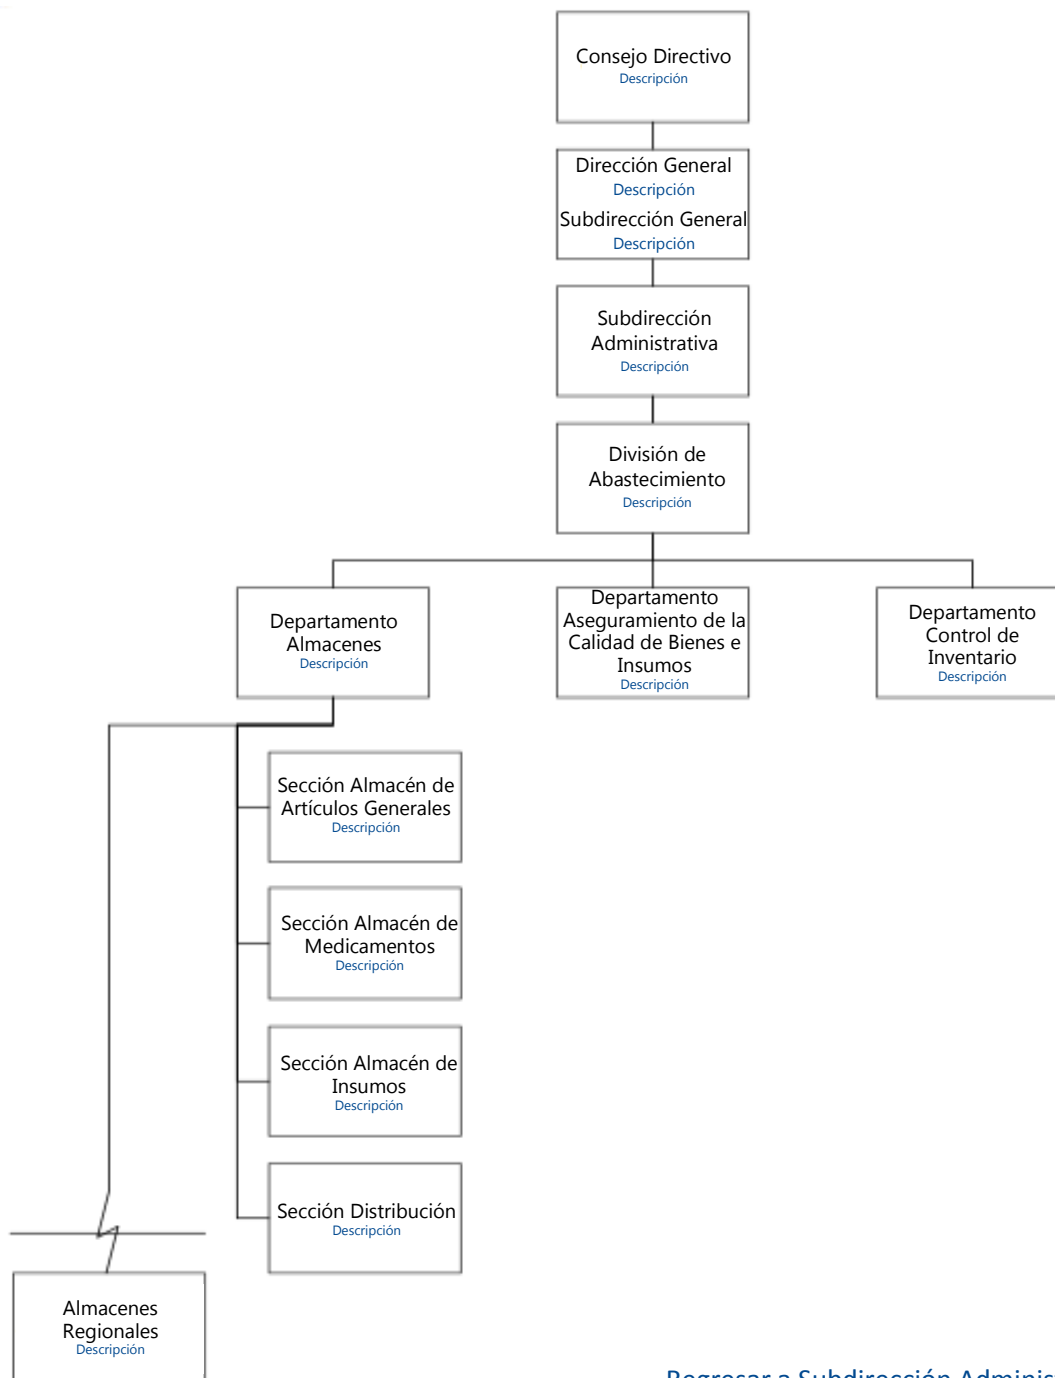 Consejo Directivo
Descripción
Dirección General
Descripción
Subdirección General
Descripción
Subdirección
Administrativa
Descripción
División de
Abastecimiento
Descripción
Departamento
Almacenes
Descripción
Departamento
Aseguramiento de la
Calidad de Bienes e
Insumos
Descripción
Departamento
Control de
Inventario
Descripción
Sección Almacén de
Artículos Generales
Descripción
Sección Almacén de
Medicamentos
Descripción
Sección Almacén de
Insumos
Descripción
Sección Distribución
Descripción
Almacenes
Regionales
Descripción
Regresar a Subdirección